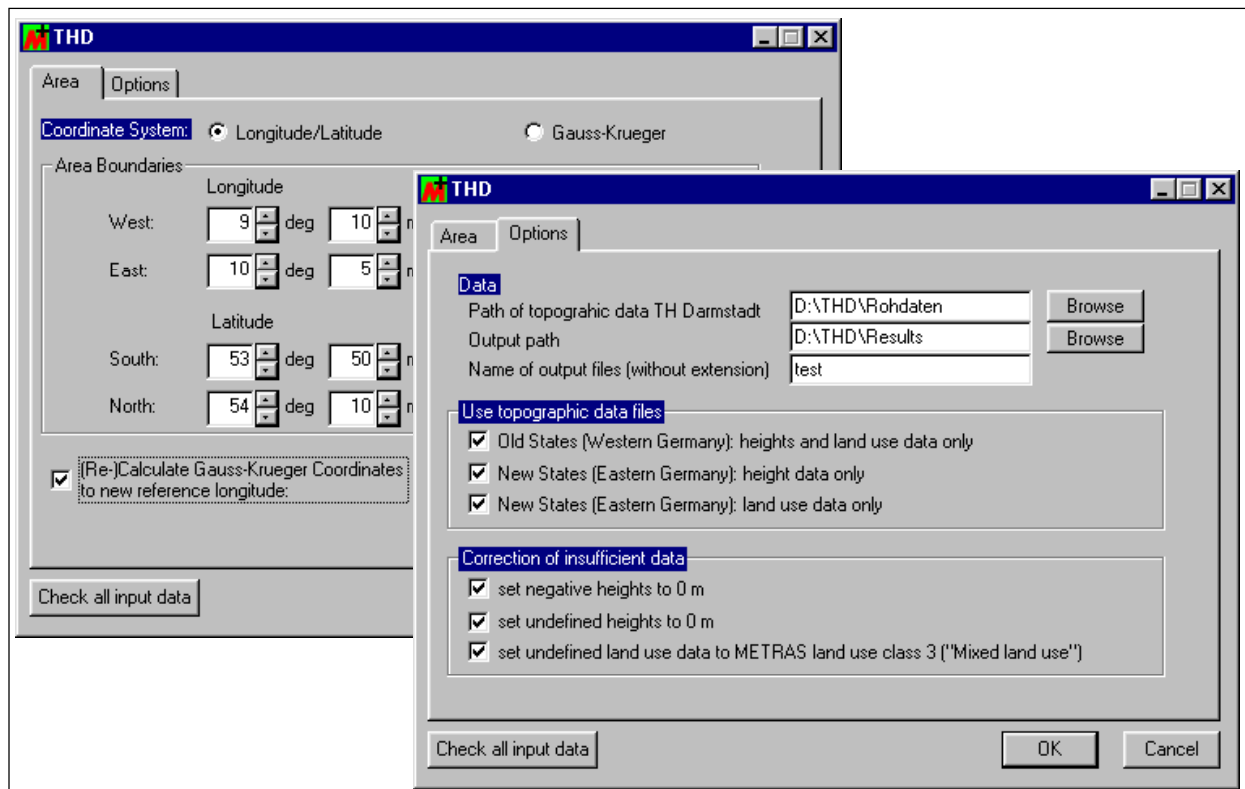 THD
Area Options
Coordinate System: Longitude/Latitude Gauss-Krueger
Area Boundaries
Longitude
West: 9 deg 10
East: 10 deg 5
Latitude
South: 53 deg 50
North: 54 deg 10
(Re-)Calculate Gauss-Krueger Coordinates
to new reference longitude:
Check all input data
THD
Area Options
Data
Path of topograhic data TH Darmstadt D:\THD\Rohdaten Browse
Output path D:\THD\Results Browse
Name of output files (without extension) test
Use topographic data files
Old States (Western Germany): heights and land use data only
New States (Eastern Germany): height data only
New States (Eastern Germany): land use data only
Correction of insufficient data
set negative heights to 0 m
set undefined heights to 0 m
set undefined land use data to METRAS land use class 3 ("Mixed land use")
Check all input data OK Cancel